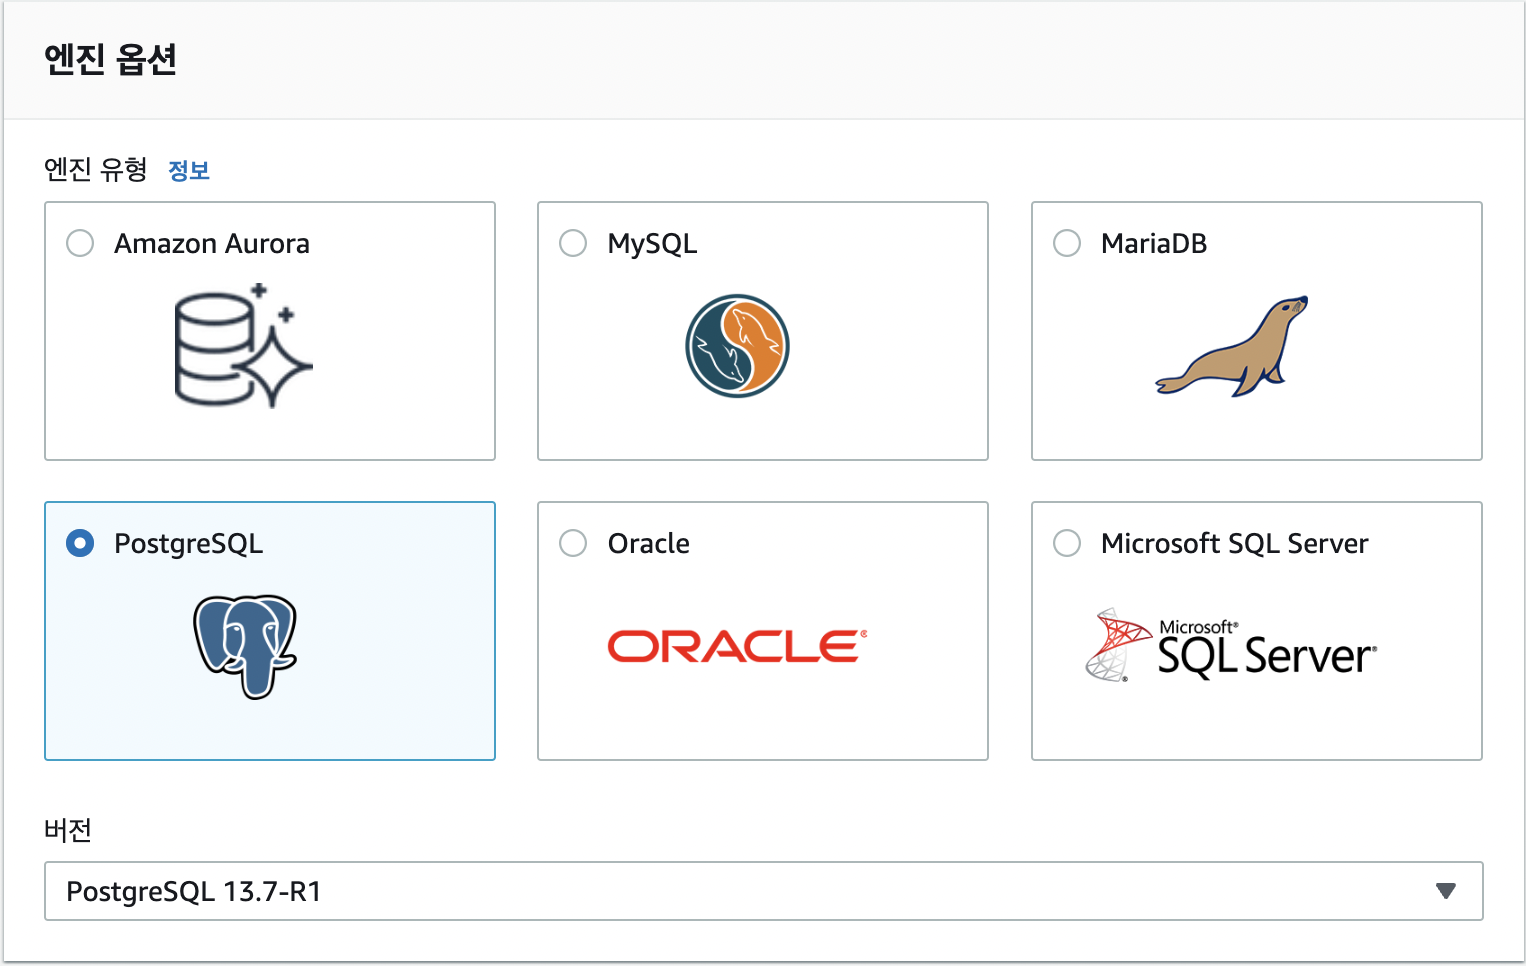 엔진 옵션
엔진 유형 정보
Amazon Aurora
MySQL
MariaDB
PostgreSQL
Oracle
Microsoft SQL Server
ORACLE®
Microsoft®
SQL Server®
®
버전
PostgreSQL 13.7-R1